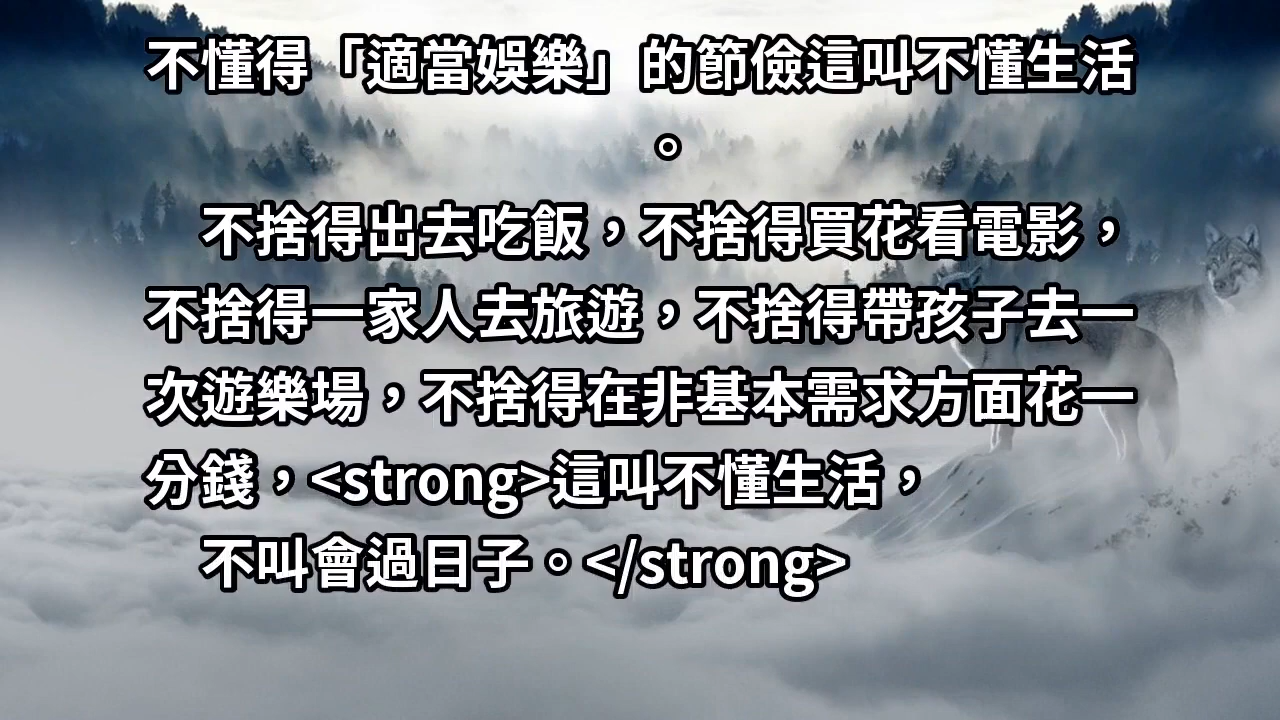 不懂得「適當娛樂」的節儉這叫不懂生活
。
不捨得出去吃飯，不捨得買花看電影，
不捨得一家人去旅遊，不捨得帶孩子去一
次遊樂場，不捨得在非基本需求方面花一
分錢，<strong>這叫不懂生活，
不叫會過日子。</strong>